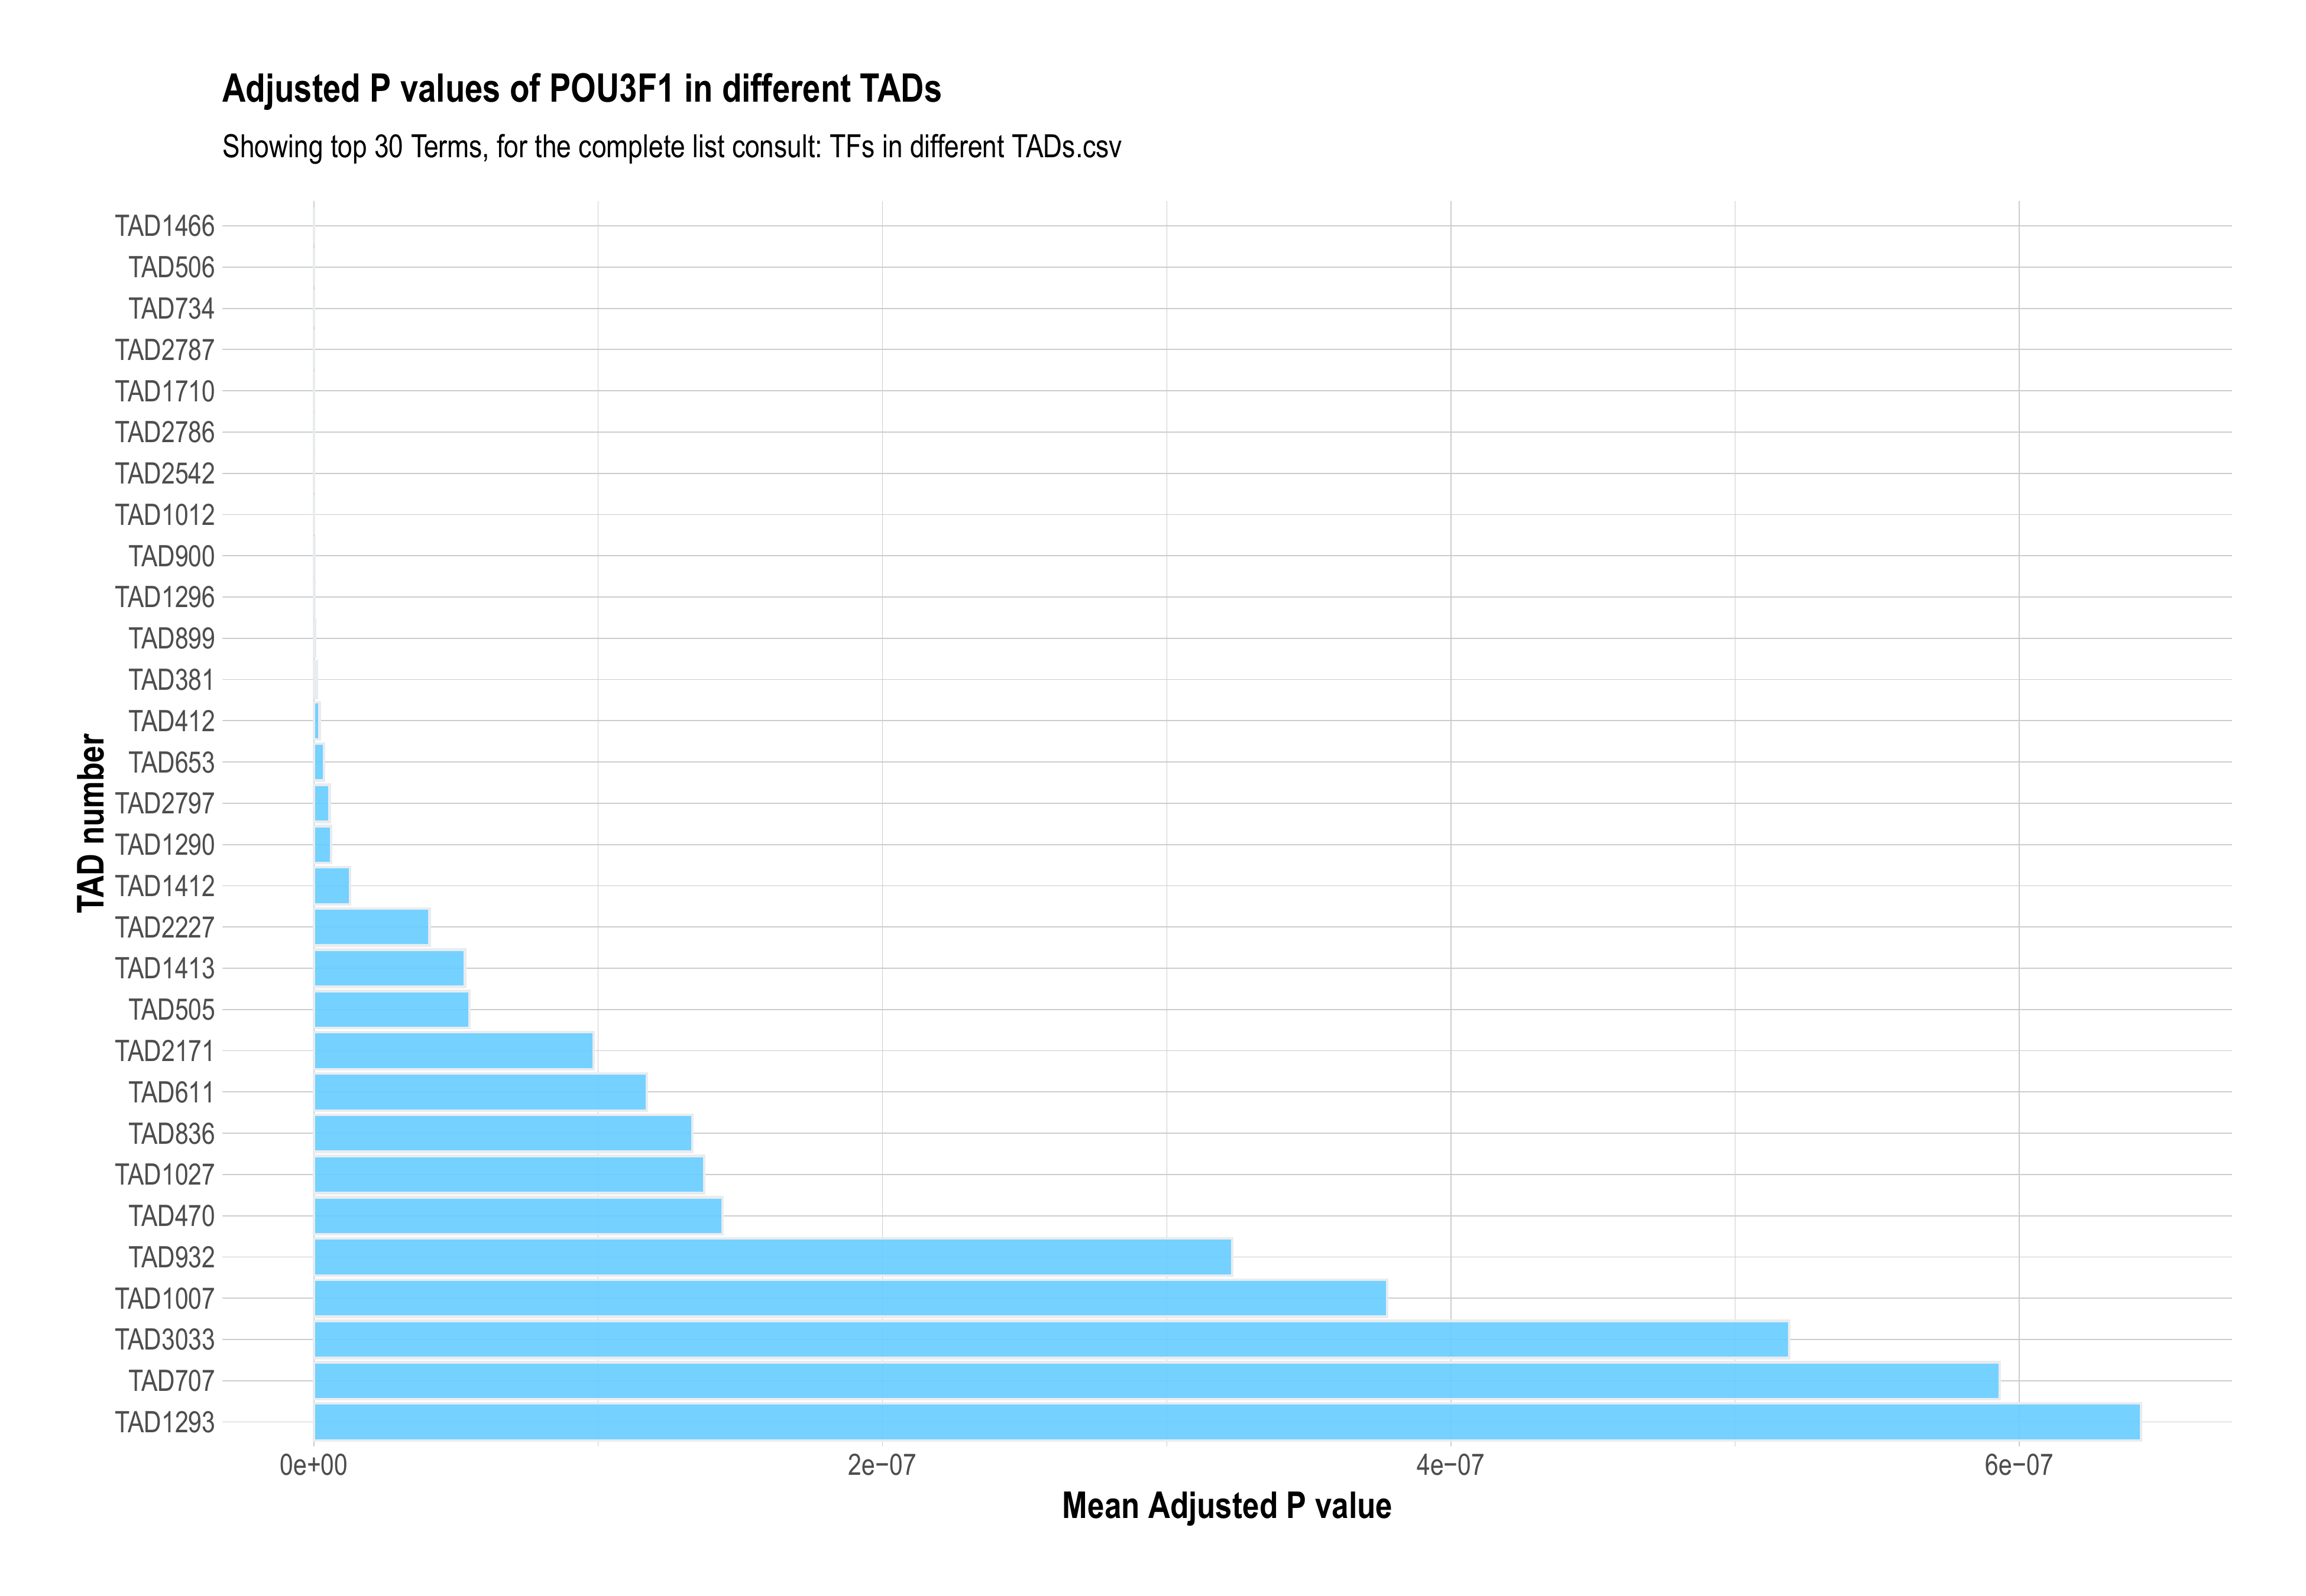 Adjusted P values of POU3F1 in different TADs
Showing top 30 Terms, for the complete list consult: TFs in different TADs.csv
TAD number
TAD1466
TAD506
TAD734
TAD2787
TAD1710
TAD2786
TAD2542
TAD1012
TAD900
TAD1296
TAD899
TAD381
TAD412
TAD653
TAD2797
TAD1290
TAD1412
TAD2227
TAD1413
TAD505
TAD2171
TAD611
TAD836
TAD1027
TAD470
TAD932
TAD1007
TAD3033
TAD707
TAD1293
0e+00 2e−07 4e−07 6e−07
Mean Adjusted P value